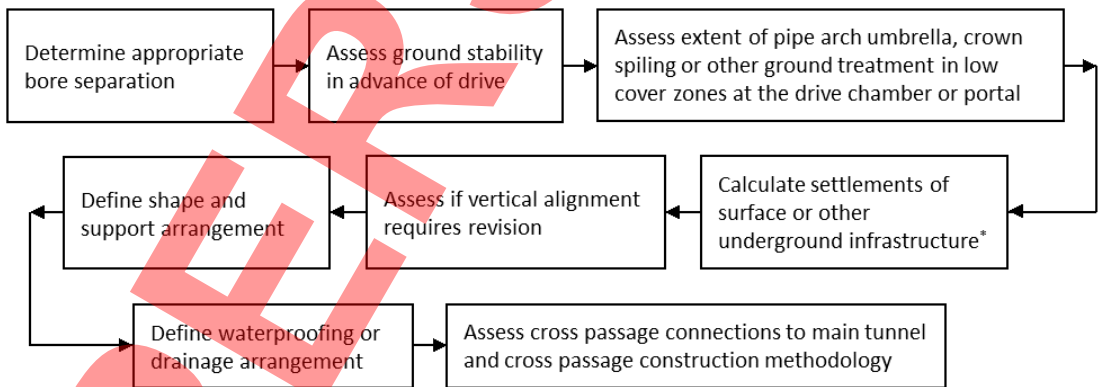 Determine appropriate
bore separation
Assess ground stability
in advance of drive
Assess extent of pipe arch umbrella, crown
spiling or other ground treatment in low
cover zones at the drive chamber or portal
Calculate settlements of
surface or other
underground infrastructure*
Assess if vertical alignment
requires revision
Define shape and
support arrangement
Define waterproofing or
drainage arrangement
Assess cross passage connections to main tunnel
and cross passage construction methodology